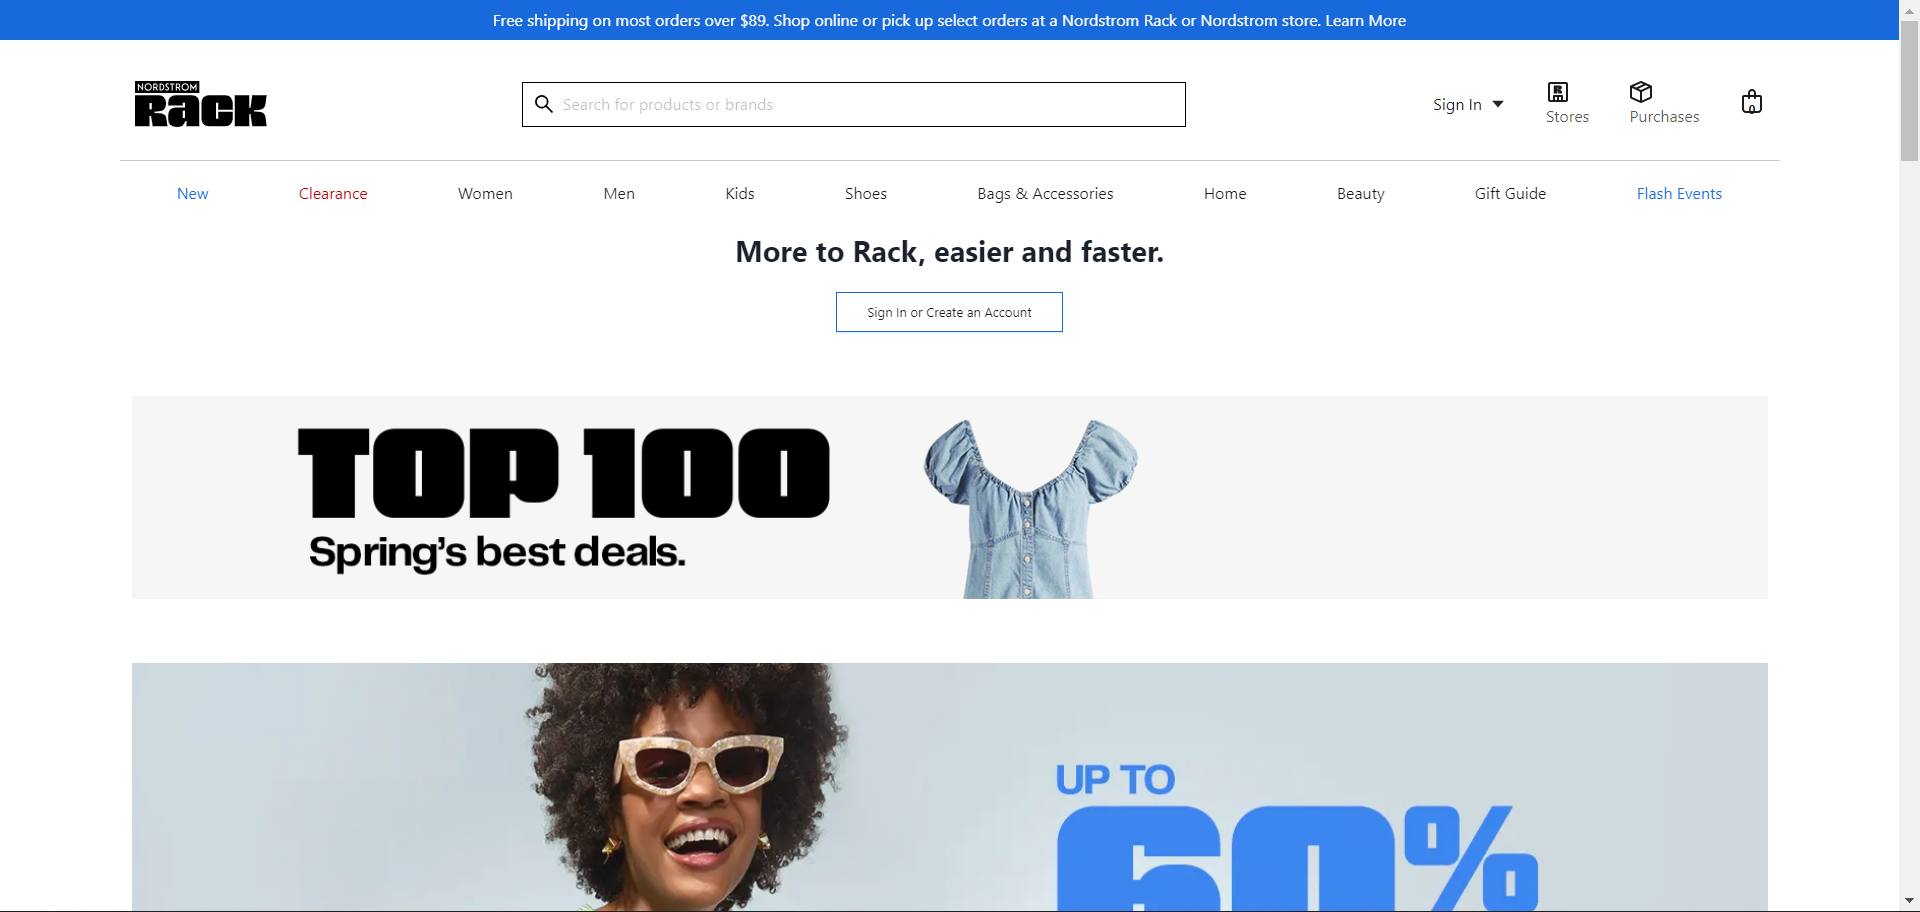 Free shipping on most orders over $89. Shop online or pick up select orders at a Nordstrom Rack or Nordstrom store. Learn More
NORDSTROM
Rack
Search for products or brands
Sign In
Stores
Purchases
0
New
Clearance
Women
Men
Kids
Shoes
Bags & Accessories
Home
Beauty
Gift Guide
Flash Events
More to Rack, easier and faster.
Sign In or Create an Account
TOP 100
Spring's best deals.
UP TO
60%